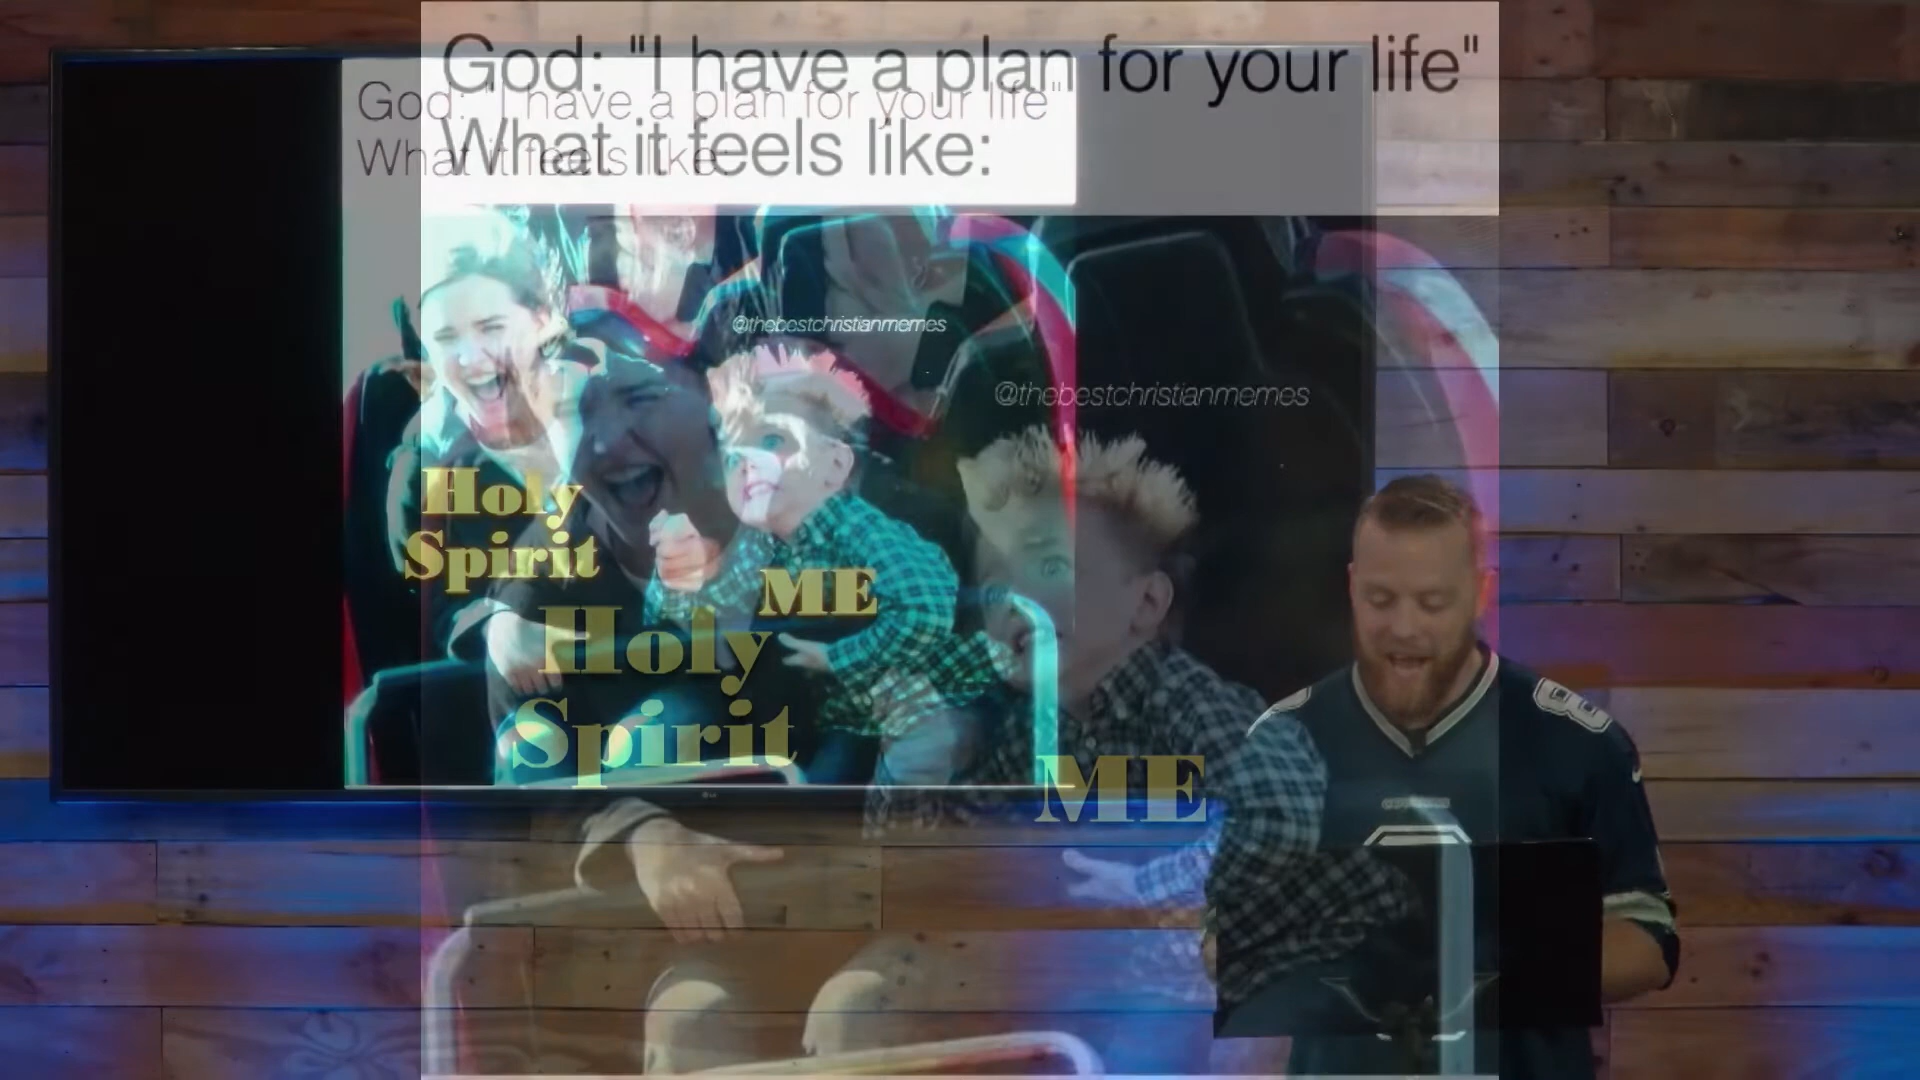 God: "I have a plan for your life"
What it feels like:
God: "I have a plan for your life"
What it feels like:
@thebestchristianmemes
@thebestchristianmemes
Holy
Spirit
ME
Holy
Spirit
ME